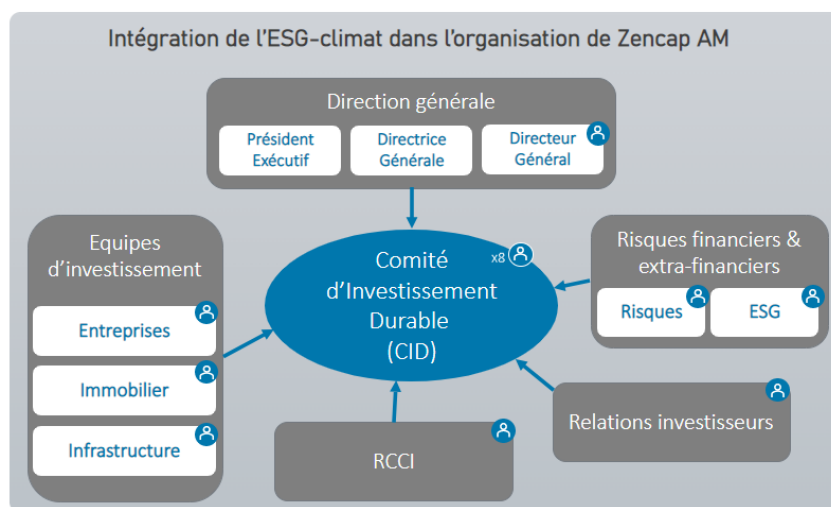 Intégration de l'ESG-climat dans l'organisation de Zencap AM
Direction générale
Président
Exécutif
Directrice
Générale
Directeur
Général
Equipes
d'investissement
Entreprises
Immobilier
Infrastructure
Comité
d'Investissement
Durable
(CID)
x8
Risques financiers &
extra-financiers
Risques
ESG
Relations investisseurs
RCCI